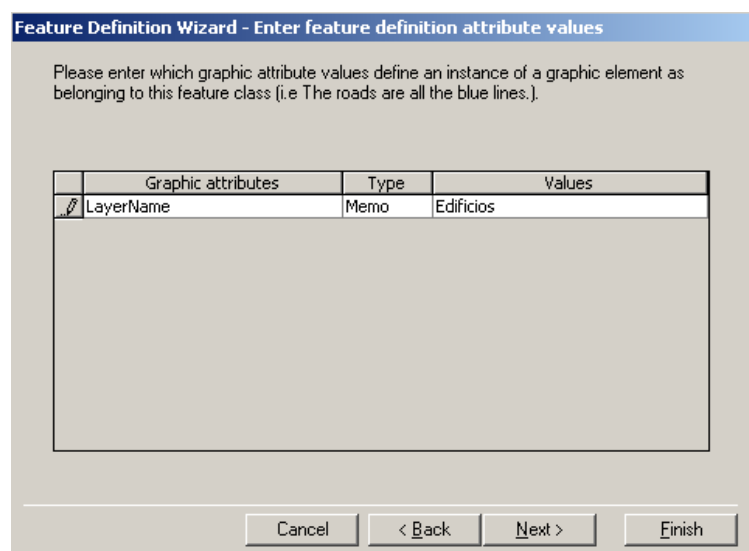 Feature Definition Wizard - Enter feature definition attribute values
Please enter which graphic attribute values define an instance of a graphic element as
belonging to this feature class (i.e The roads are all the blue lines.).
Graphic attributes Type Values
LayerName Memo Edificios
Cancel < Back Next > Finish